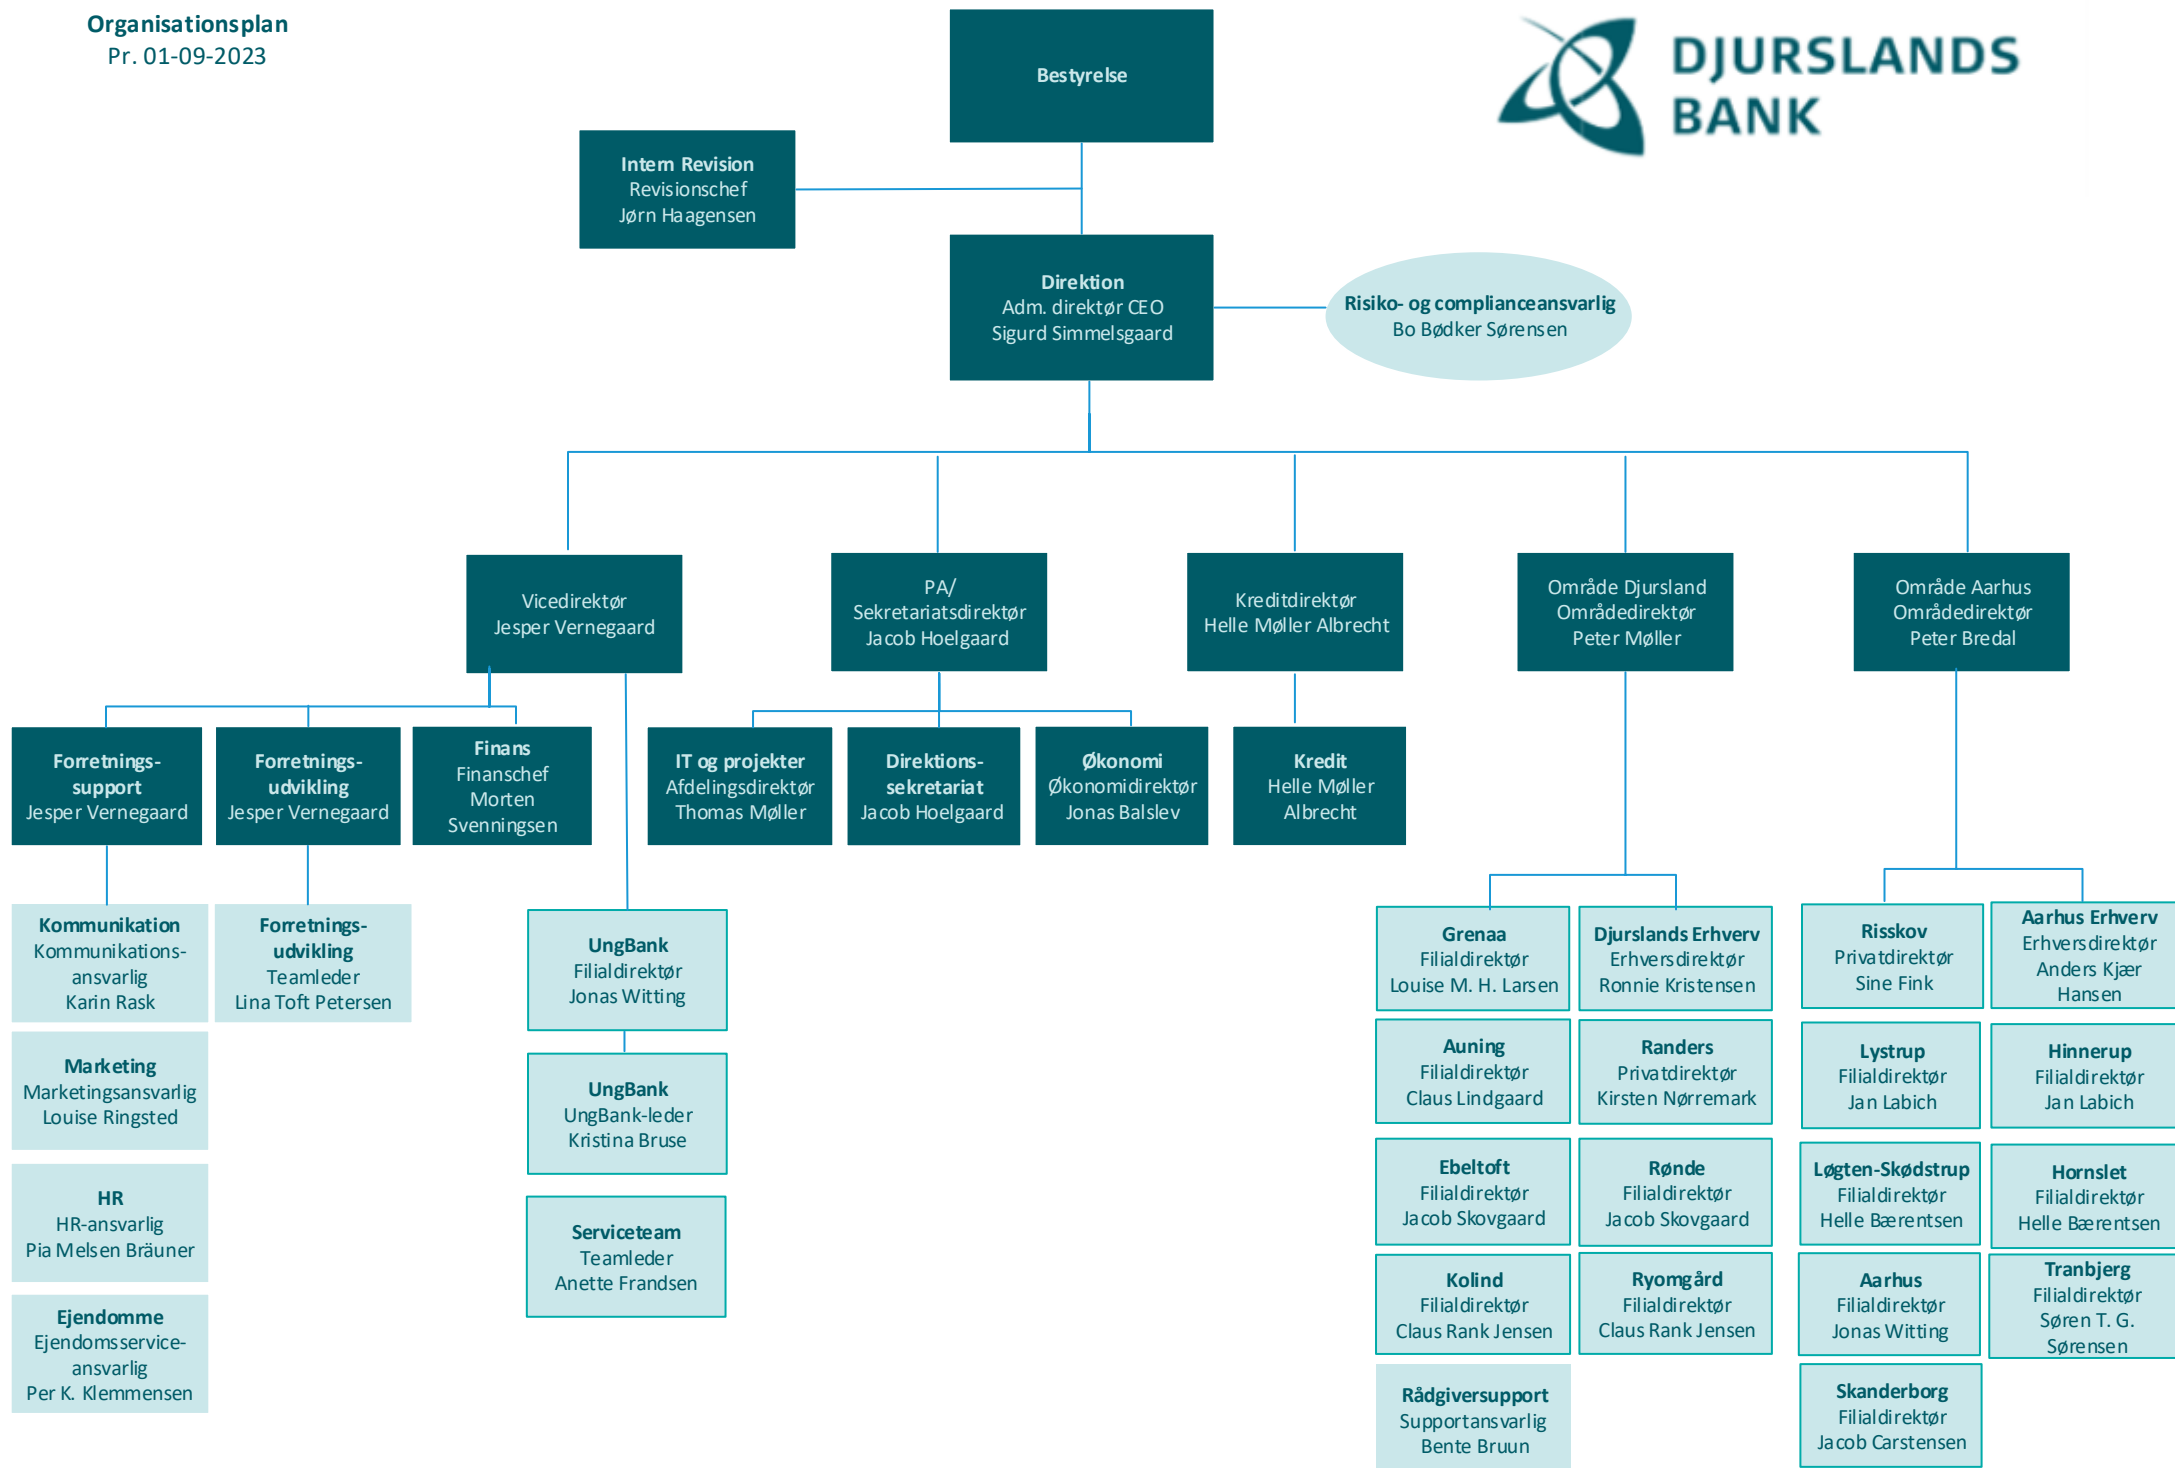 Organisationsplan
Pr. 01-09-2023
DJURSLANDS
BANK
Bestyrelse
Intern Revision
Revisionschef
Jørn Haagensen
Direktion
Adm. direktør CEO
Sigurd Simmelsgaard
Risiko- og complianceansvarlig
Bo Bødker Sørensen
Vicedirektør
Jesper Vernegaard
PA/
Sekretariatsdirektør
Jacob Hoelgaard
Kreditdirektør
Helle Møller Albrecht
Område Djursland
Områdedirektør
Peter Møller
Område Aarhus
Områdedirektør
Peter Bredal
Forretnings-
support
Jesper Vernegaard
Forretnings-
udvikling
Jesper Vernegaard
Finans
Finanschef
Morten
Svenningsen
IT og projekter
Afdelingsdirektør
Thomas Møller
Direktions-
sekretariat
Jacob Hoelgaard
Økonomi
Økonomidirektør
Jonas Balslev
Kredit
Helle Møller
Albrecht
Kommunikation
Kommunikations-
ansvarlig
Karin Rask
Forretnings-
udvikling
Teamleder
Lina Toft Petersen
UngBank
Filialdirektør
Jonas Witting
Grenaa
Filialdirektør
Louise M. H. Larsen
Djurslands Erhverv
Erhversdirektør
Ronnie Kristensen
Risskov
Privatdirektør
Sine Fink
Aarhus Erhverv
Erhversdirektør
Anders Kjær
Hansen
Marketing
Marketingsansvarlig
Louise Ringsted
UngBank
UngBank-leder
Kristina Bruse
Auning
Filialdirektør
Claus Lindgaard
Randers
Privatdirektør
Kirsten Nørremark
Lystrup
Filialdirektør
Jan Labich
Hinnerup
Filialdirektør
Jan Labich
HR
HR-ansvarlig
Pia Melsen Bräuner
Serviceteam
Teamleder
Anette Frandsen
Ebeltoft
Filialdirektør
Jacob Skovgaard
Rønde
Filialdirektør
Jacob Skovgaard
Løgten-Skødstrup
Filialdirektør
Helle Bærentsen
Hornslet
Filialdirektør
Helle Bærentsen
Ejendomme
Ejendomsservice-
ansvarlig
Per K. Klemmensen
Kolind
Filialdirektør
Claus Rank Jensen
Ryomgård
Filialdirektør
Claus Rank Jensen
Aarhus
Filialdirektør
Jonas Witting
Tranbjerg
Filialdirektør
Søren T. G.
Sørensen
Rådgiversupport
Supportansvarlig
Bente Bruun
Skanderborg
Filialdirektør
Jacob Carstensen